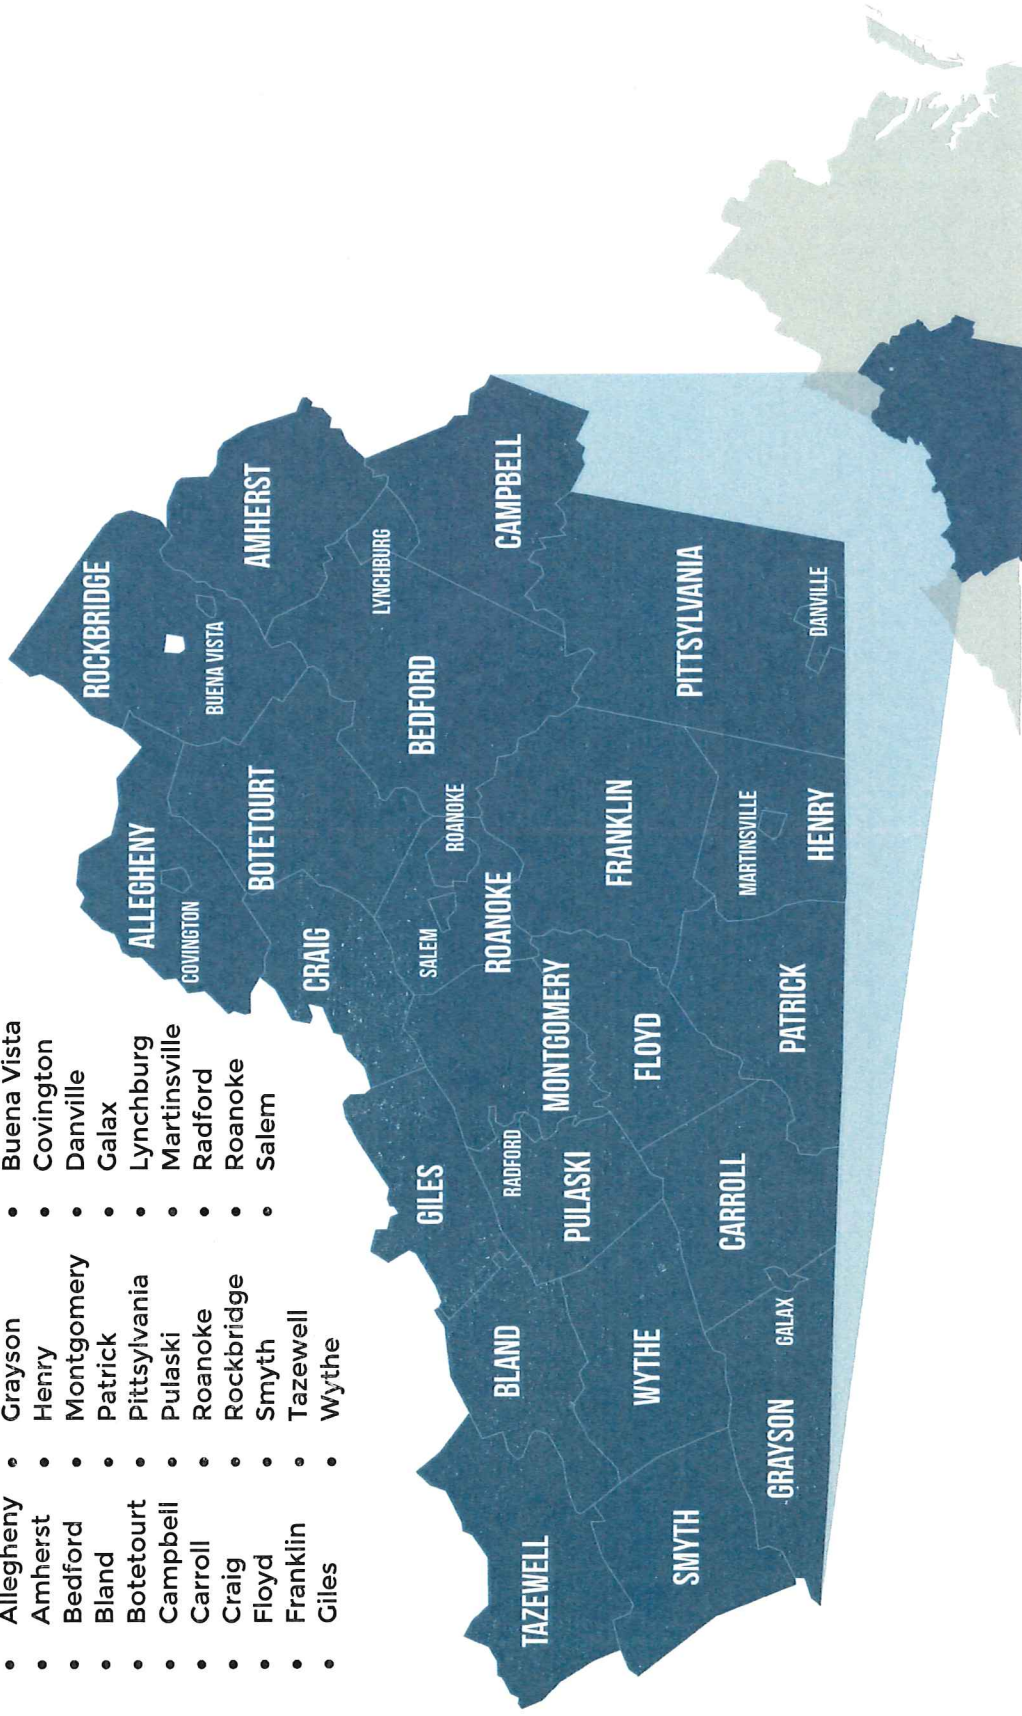 Allegheny
Amherst
Bedford
Bland
Botetourt
Campbell
Carroll
Craig
Floyd
Franklin
Giles
Grayson
Henry
Montgomery
Patrick
Pittsylvania
Pulaski
Roanoke
Rockbridge
Smyth
Tazewell
Wythe
Buena Vista
Covington
Danville
Galax
Lynchburg
Martinsville
Radford
Roanoke
Salem
ROCKBRIDGE
ALLEGHENY
COVINGTON
BUENA VISTA
BOTETOURT
AMHERST
CRAIG
LYNCHBURG
BEDFORD
SALEM
ROANOKE
GILES
ROANOKE
CAMPBELL
RADFORD
BLAND
TAZEWELL
MONTGOMERY
PULASKI
FRANKLIN
FLOYD
WYTHE
SMYTH
PITTSYLVANIA
CARROLL
MARTINSVILLE
GRAYSON
GALAX
PATRICK
HENRY
DANVILLE